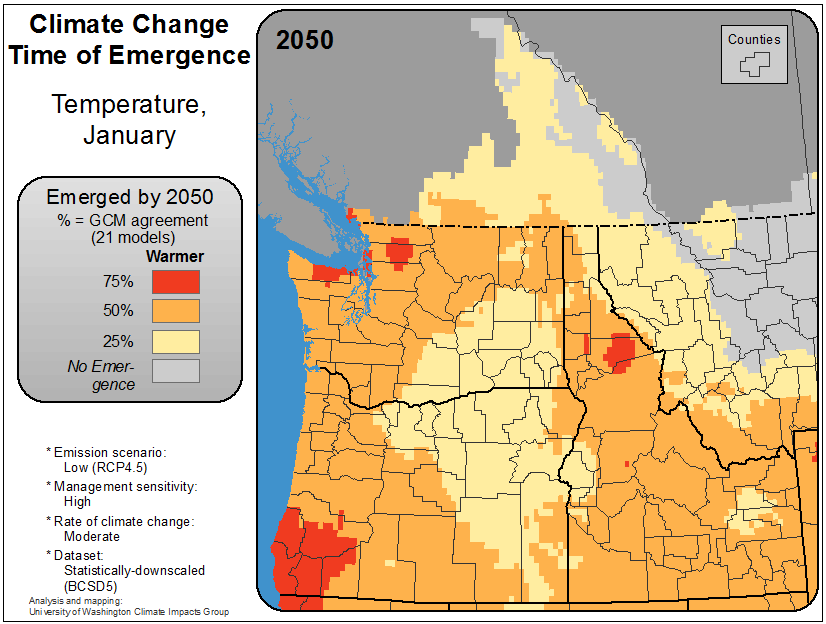 Climate Change
Time of Emergence
Temperature,
January
Emerged by 2050
% = GCM agreement
(21 models)
Warmer
75%
50%
25%
No Emer-
gence
* Emission scenario:
Low (RCP4.5)
* Management sensitivity:
High
* Rate of climate change:
Moderate
* Dataset:
Statistically-downscaled
(BCSD5)
Analysis and mapping:
University of Washington Climate Impacts Group
2050
Counties